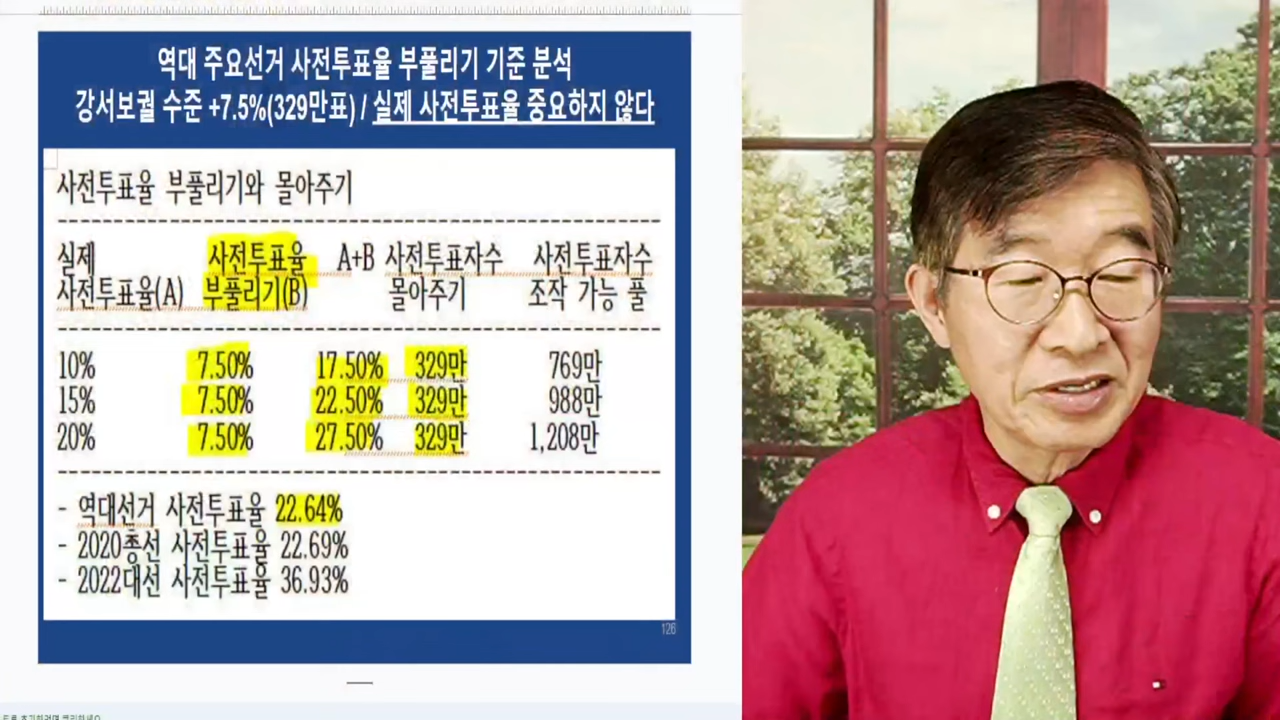 역대 주요선거 사전투표율 부풀리기 기준 분석
강서보궐 수준 +7.5%(329만표) / 실제 사전투표율 중요하지 않다
사전투표율 부풀리기와 몰아주기
실제 사전투표율 A+B 사전투표자수 사전투표자수
사전투표율(A) 부풀리기(B) 몰아주기 조작 가능 풀
10% 7.50% 17.50% 329만 769만
15% 7.50% 22.50% 329만 988만
20% 7.50% 27.50% 329만 1,208만
- 역대선거 사전투표율 22.64%
- 2020총선 사전투표율 22.69%
- 2022대선 사전투표율 36.93%
126